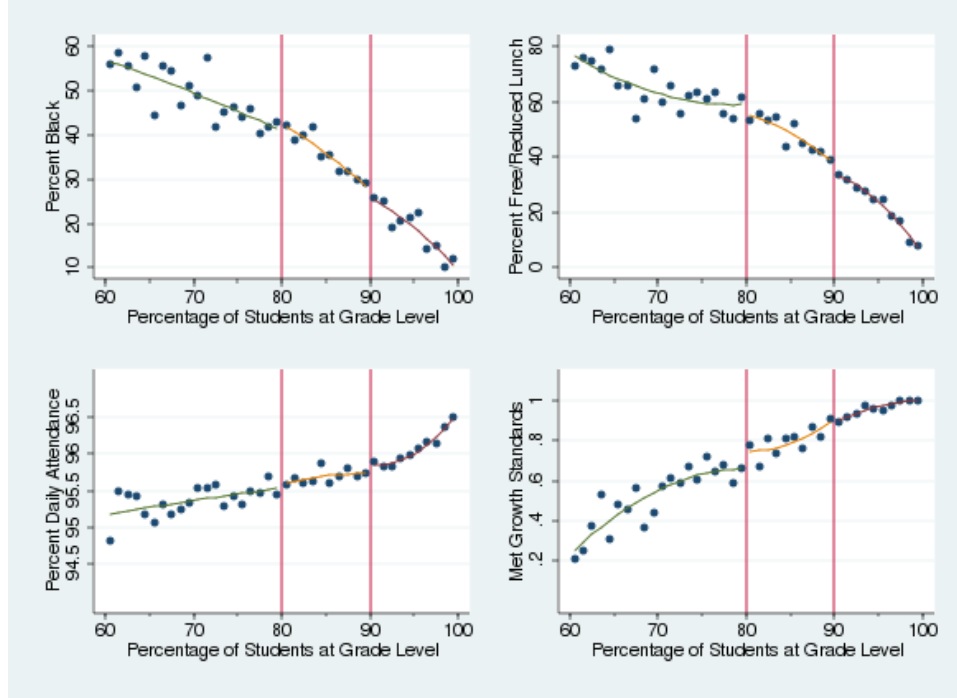 Percent Black
60
50
40
30
20
10
60 70 80 90 100
Percentage of Students at Grade Level
Percent Free/Reduced Lunch
80
60
40
20
0
60 70 80 90 100
Percentage of Students at Grade Level
Percent Daily Attendance
96.5
96
95.5
95
94.5
60 70 80 90 100
Percentage of Students at Grade Level
Met Growth Standards
1
.8
.6
.4
.2
60 70 80 90 100
Percentage of Students at Grade Level